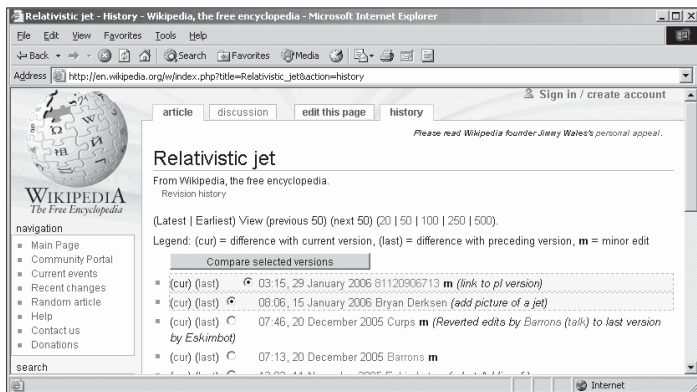 Relativistic jet - History - Wikipedia, the free encyclopedia - Microsoft Internet Explorer
File Edit View Favorites Tools Help
Back Search Favorites Media
Address http://en.wikipedia.org/w/index.php?title=Relativistic_jet&action=history
Sign in / create account
article discussion edit this page history
Please read Wikipedia founder Jimmy Wales's personal appeal.
Relativistic jet
From Wikipedia, the free encyclopedia.
Revision history
(Latest | Earliest) View (previous 50) (next 50) (20 | 50 | 100 | 250 | 500).
Legend: (cur) = difference with current version, (last) = difference with preceding version, m = minor edit
Compare selected versions
(cur) (last) 03:15, 29 January 2006 81120906713 m (link to pl version)
(cur) (last) 08:06, 15 January 2006 Bryan Derksen (add picture of a jet)
(cur) (last) 07:46, 20 December 2005 Curps m (Reverted edits by Barrons (talk) to last version
by Eskimbot)
(cur) (last) 07:13, 20 December 2005 Barrons m
WIKIPEDIA
The Free Encyclopedia
navigation
Main Page
Community Portal
Current events
Recent changes
Random article
Help
Contact us
Donations
search
Internet